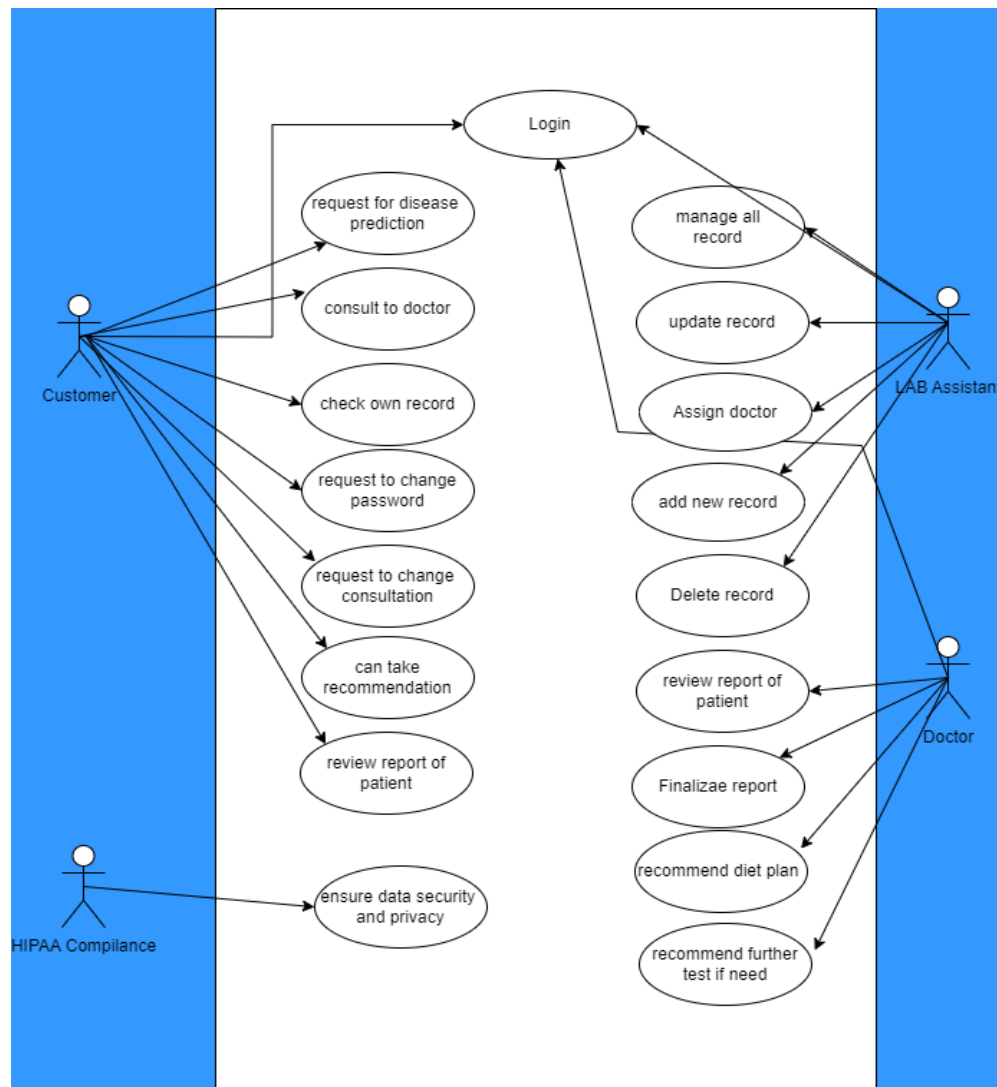 Login
request for disease
prediction
manage all
record
consult to doctor
update record
Customer
LAB Assistan
check own record
Assign doctor
request to change
password
add new record
request to change
consultation
Delete record
can take
recommendation
review report of
patient
Doctor
review report of
patient
Finalizae report
recommend diet plan
ensure data security
and privacy
HIPAA Compilance
recommend further
test if need